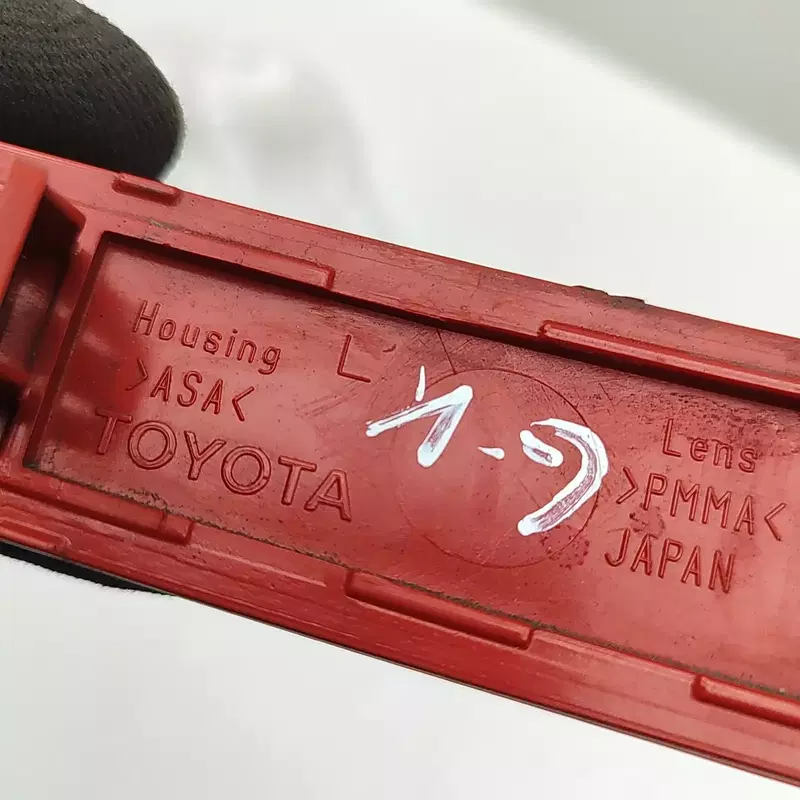 Housing
>ASA<
TOYOTA
L
Lens
>PMMA<
JAPAN